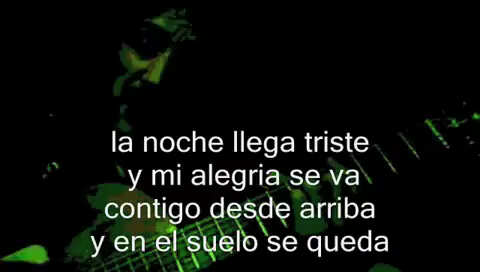 la noche llega triste
y mi alegria se va
contigo desde arriba
y en el suelo se queda